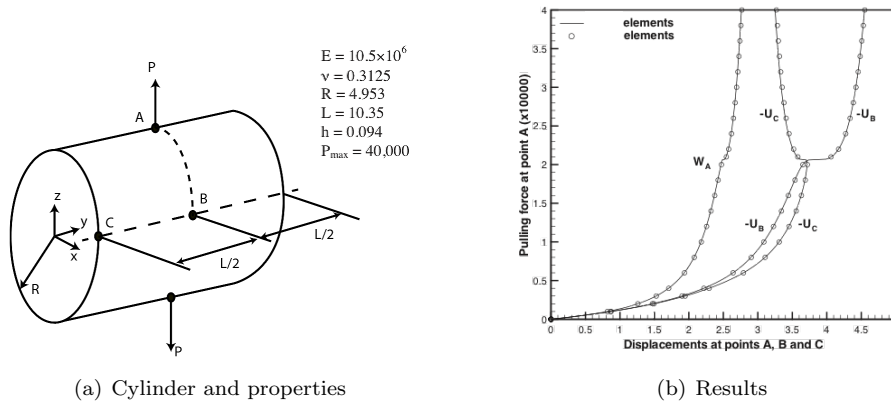 E = 10.5×10⁶
ν = 0.3125
R = 4.953
L = 10.35
h = 0.094
Pmax = 40,000
P
A
B
C
z
y
x
R
L/2
L/2
P
(a) Cylinder and properties
elements
elements
Pulling force at point A (x10000)
4
3.5
3
2.5
2
1.5
1
0.5
0
0 0.5 1 1.5 2 2.5 3 3.5 4 4.5
Displacements at points A, B and C
W_A
-U_C
-U_B
-U_B
-U_C
(b) Results